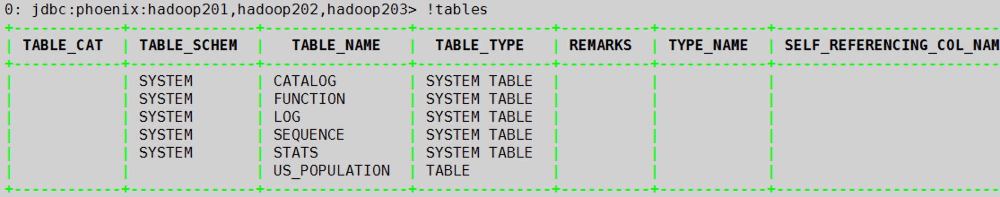 0: jdbc:phoenix:hadoop201,hadoop202,hadoop203> !tables
+------------+--------------+----------------+---------------+----------+------------+-------------------------
| TABLE_CAT | TABLE_SCHEM | TABLE_NAME | TABLE_TYPE | REMARKS | TYPE_NAME | SELF_REFERENCING_COL_NAM
+------------+--------------+----------------+---------------+----------+------------+-------------------------
| | SYSTEM | CATALOG | SYSTEM TABLE | | |
| | SYSTEM | FUNCTION | SYSTEM TABLE | | |
| | SYSTEM | LOG | SYSTEM TABLE | | |
| | SYSTEM | SEQUENCE | SYSTEM TABLE | | |
| | SYSTEM | STATS | SYSTEM TABLE | | |
| | | US_POPULATION | TABLE | | |
+------------+--------------+----------------+---------------+----------+------------+-------------------------